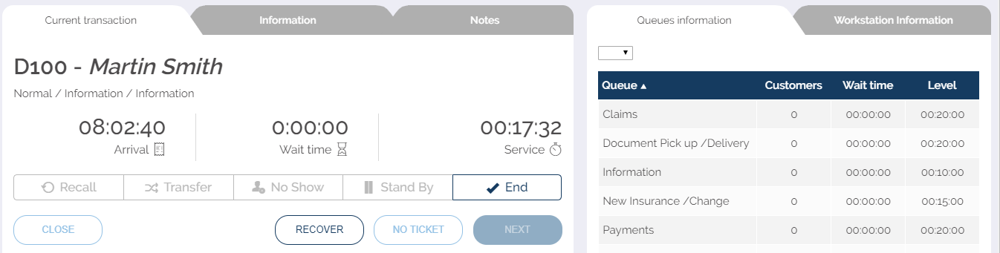 Current transaction
Information
Notes
D100 - Martin Smith
Normal / Information / Information
08:02:40
Arrival
0:00:00
Wait time
00:17:32
Service
Recall
Transfer
No Show
Stand By
End
CLOSE
RECOVER
NO TICKET
NEXT
Queues information
Workstation Information
Queue Customers Wait time Level
Claims 0 00:00:00 00:20:00
Document Pick up /Delivery 0 00:00:00 00:20:00
Information 0 00:00:00 00:10:00
New Insurance /Change 0 00:00:00 00:15:00
Payments 0 00:00:00 00:20:00